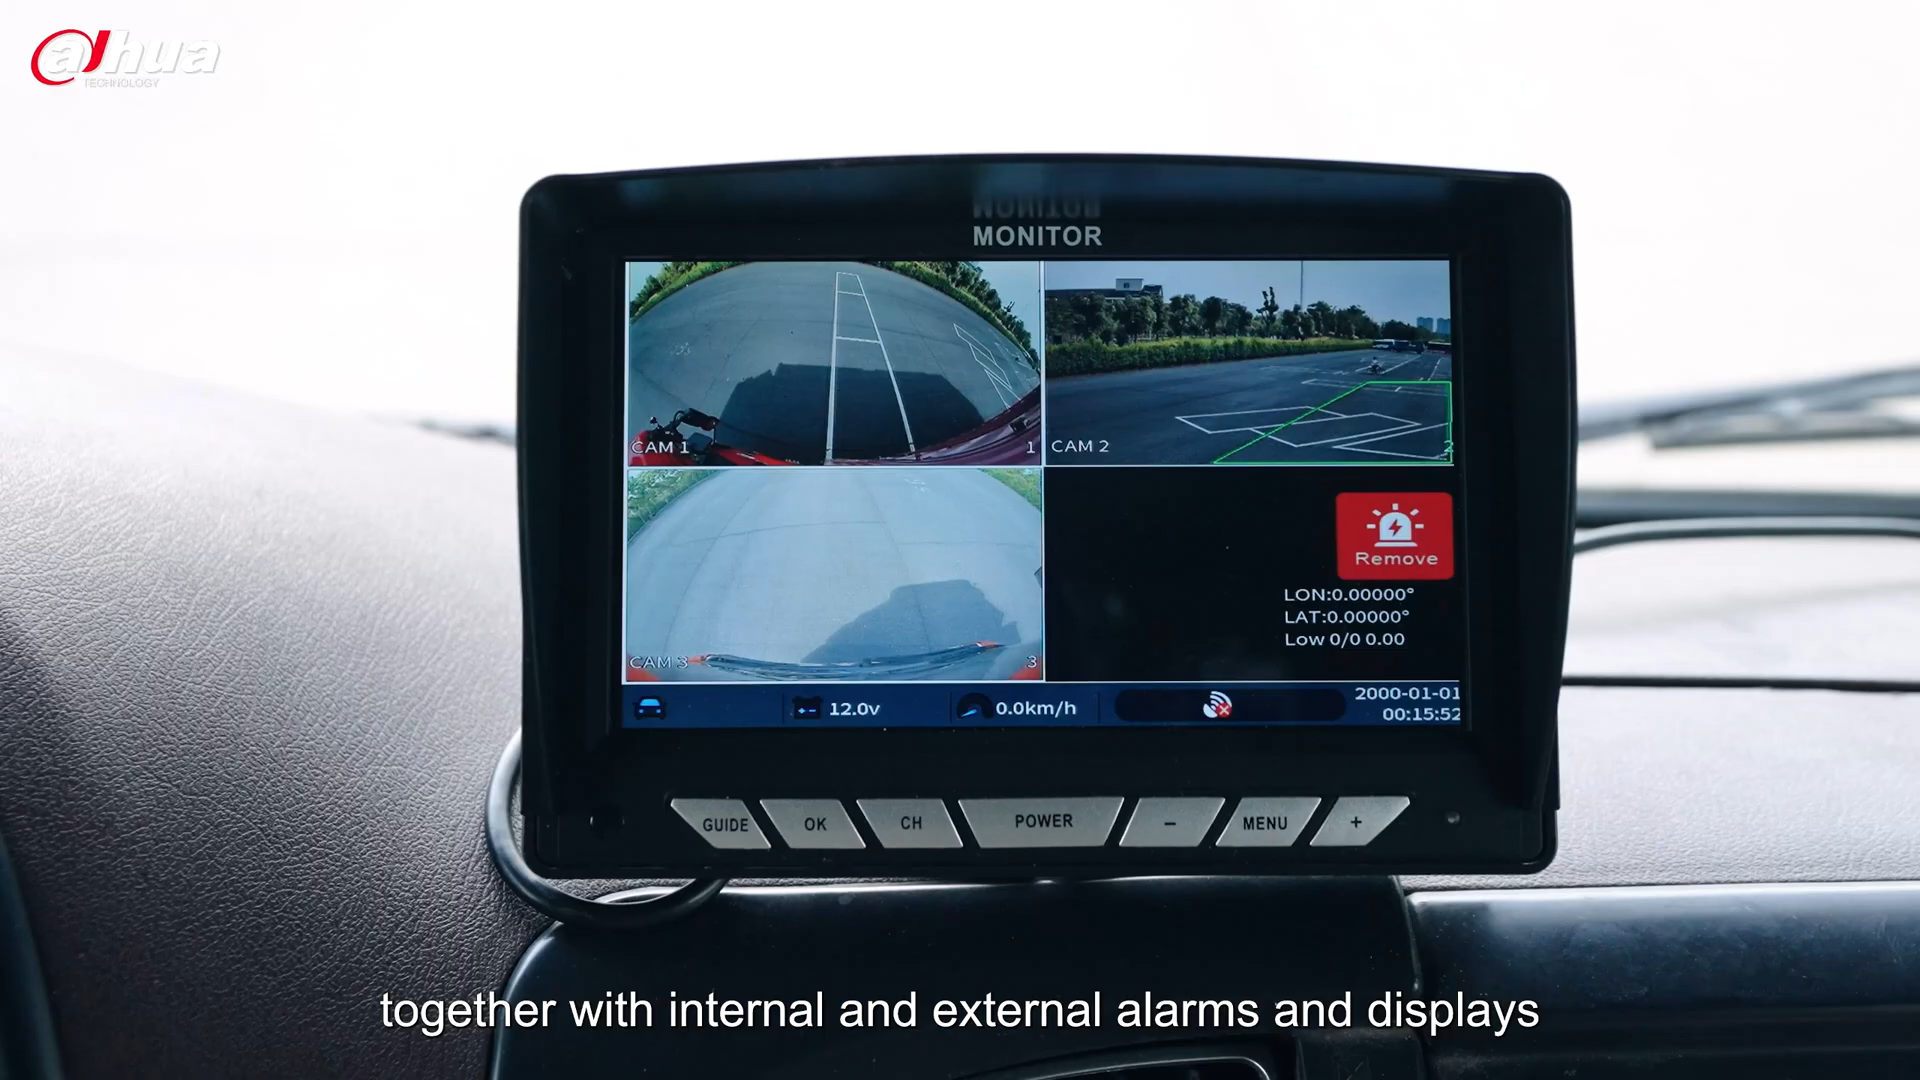 alhua
TECHNOLOGY
MONITOR
CAM 1
1
CAM 2
2
CAM 3
3
Remove
LON:0.00000°
LAT:0.00000°
Low 0/0 0.00
12.0v
0.0km/h
2000-01-01
00:15:52
GUIDE
OK
CH
POWER
-
MENU
+
together with internal and external alarms and displays